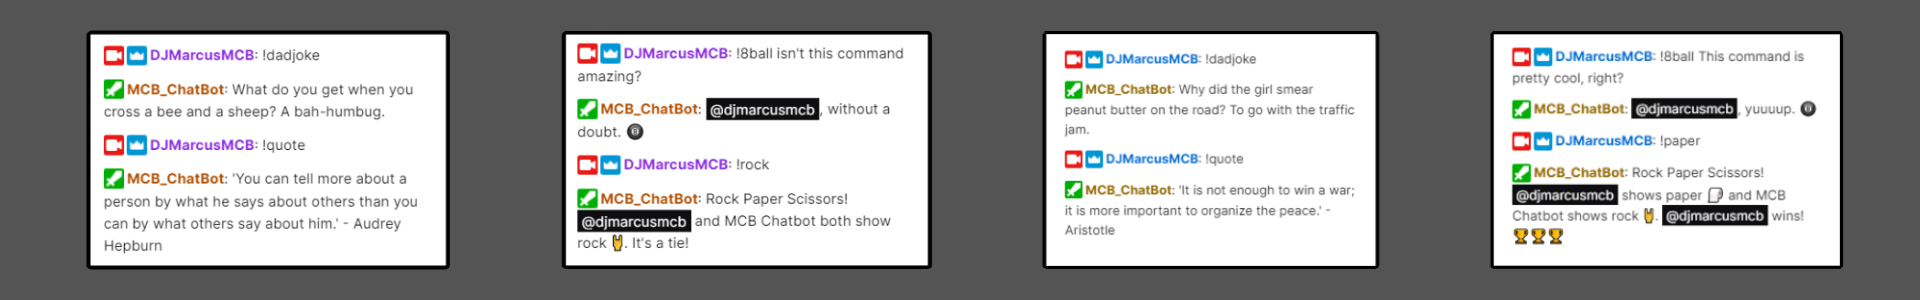 DJMarcusMCB: !dadjoke
MCB_ChatBot: What do you get when you
cross a bee and a sheep? A bah-humbug.
DJMarcusMCB: !quote
MCB_ChatBot: 'You can tell more about a
person by what he says about others than you
can by what others say about him.' - Audrey
Hepburn
DJMarcusMCB: !8ball isn't this command
amazing?
MCB_ChatBot: @djmarcusmcb, without a
doubt.
DJMarcusMCB: !rock
MCB_ChatBot: Rock Paper Scissors!
@djmarcusmcb and MCB Chatbot both show
rock. It's a tie!
DJMarcusMCB: !dadjoke
MCB_ChatBot: Why did the girl smear
peanut butter on the road? To go with the traffic
jam.
DJMarcusMCB: !quote
MCB_ChatBot: 'It is not enough to win a war;
it is more important to organize the peace.' -
Aristotle
DJMarcusMCB: !8ball This command is
pretty cool, right?
MCB_ChatBot: @djmarcusmcb, yuuuup.
DJMarcusMCB: !paper
MCB_ChatBot: Rock Paper Scissors!
@djmarcusmcb shows paper and MCB
Chatbot shows rock. @djmarcusmcb wins!